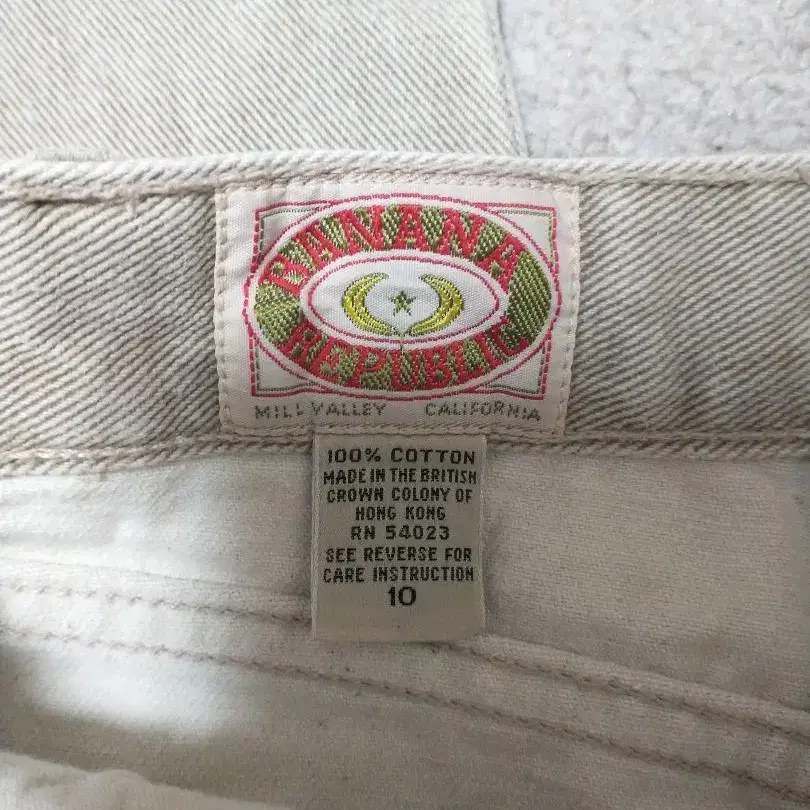 BANANA
REPUBLIC
MILL VALLEY CALIFORNIA
100% COTTON
MADE IN THE BRITISH
CROWN COLONY OF
HONG KONG
RN 54023
SEE REVERSE FOR
CARE INSTRUCTION
10